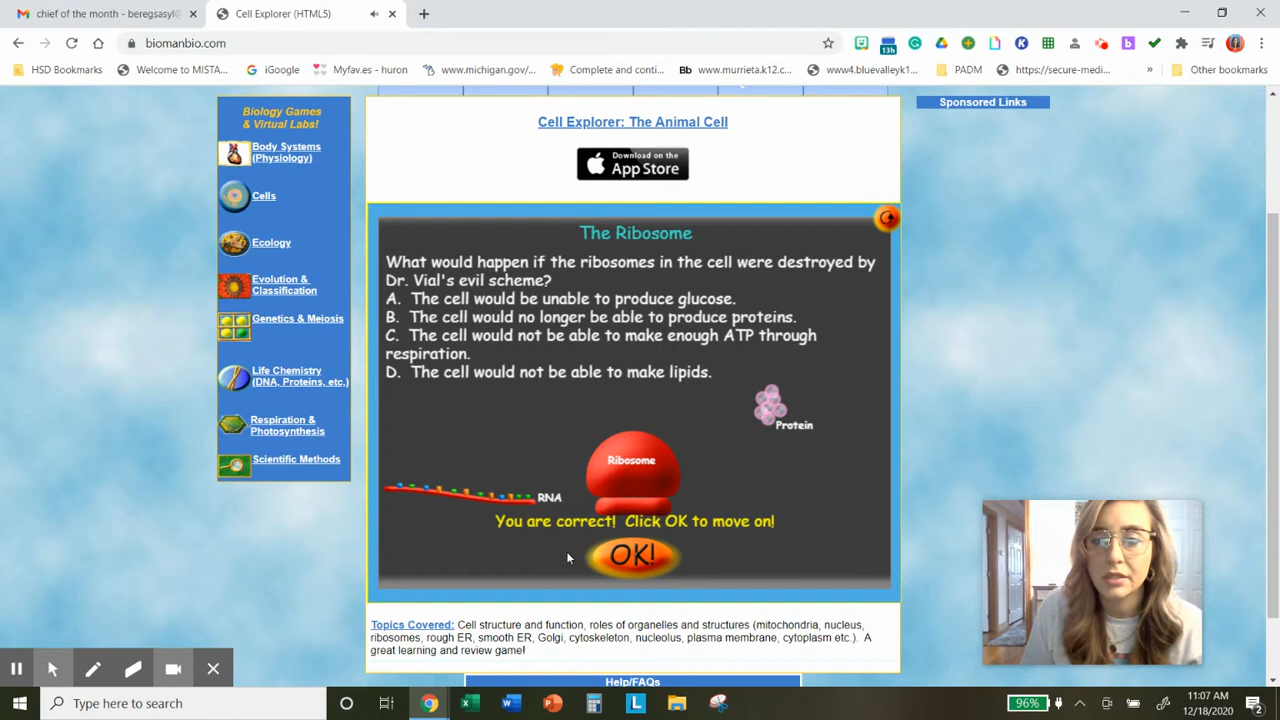 chief of the month - beregsasyl@
Cell Explorer (HTML5)
biomanbio.com
13h
HSD Bookmarks
Welcome to MISTA...
iGoogle
Myfav.es - huron
www.michigan.gov/...
Complete and conti...
Bb www.murrieta.k12.c...
www4.bluevalleyk1...
PADM
https://secure-medi...
»
Other bookmarks
Biology Games
& Virtual Labs!
Body Systems
(Physiology)
Cells
Ecology
Evolution &
Classification
Genetics & Meiosis
Life Chemistry
(DNA, Proteins, etc,)
Respiration &
Photosynthesis
Scientific Methods
Sponsored Links
Cell Explorer: The Animal Cell
Download on the
App Store
The Ribosome
What would happen if the ribosomes in the cell were destroyed by
Dr. Vial's evil scheme?
A. The cell would be unable to produce glucose.
B. The cell would no longer be able to produce proteins.
C. The cell would not be able to make enough ATP through
respiration.
D. The cell would not be able to make lipids.
Protein
Ribosome
RNA
You are correct! Click OK to move on!
OK!
Topics Covered: Cell structure and function, roles of organelles and structures (mitochondria, nucleus,
ribosomes, rough ER, smooth ER, Golgi, cytoskeleton, nucleolus, plasma membrane, cytoplasm etc.). A
great learning and review game!
Help/FAQs
Type here to search
96%
11:07 AM
12/18/2020
2